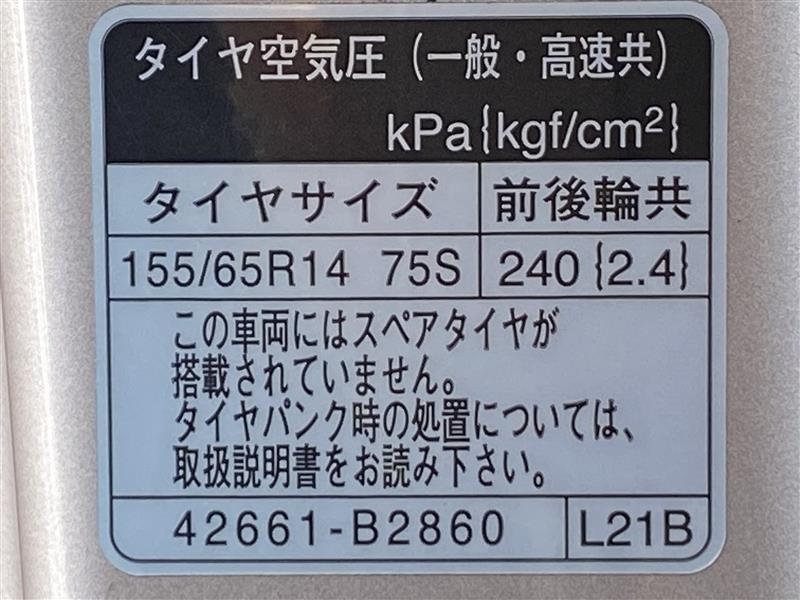 タイヤ空気圧（一般・高速共）
kPa{kgf/cm²}
タイヤサイズ 前後輪共
155/65R14 75S 240{2.4}
この車両にはスペアタイヤが
搭載されていません。
タイヤパンク時の処置については、
取扱説明書をお読み下さい。
42661-B2860 L21B